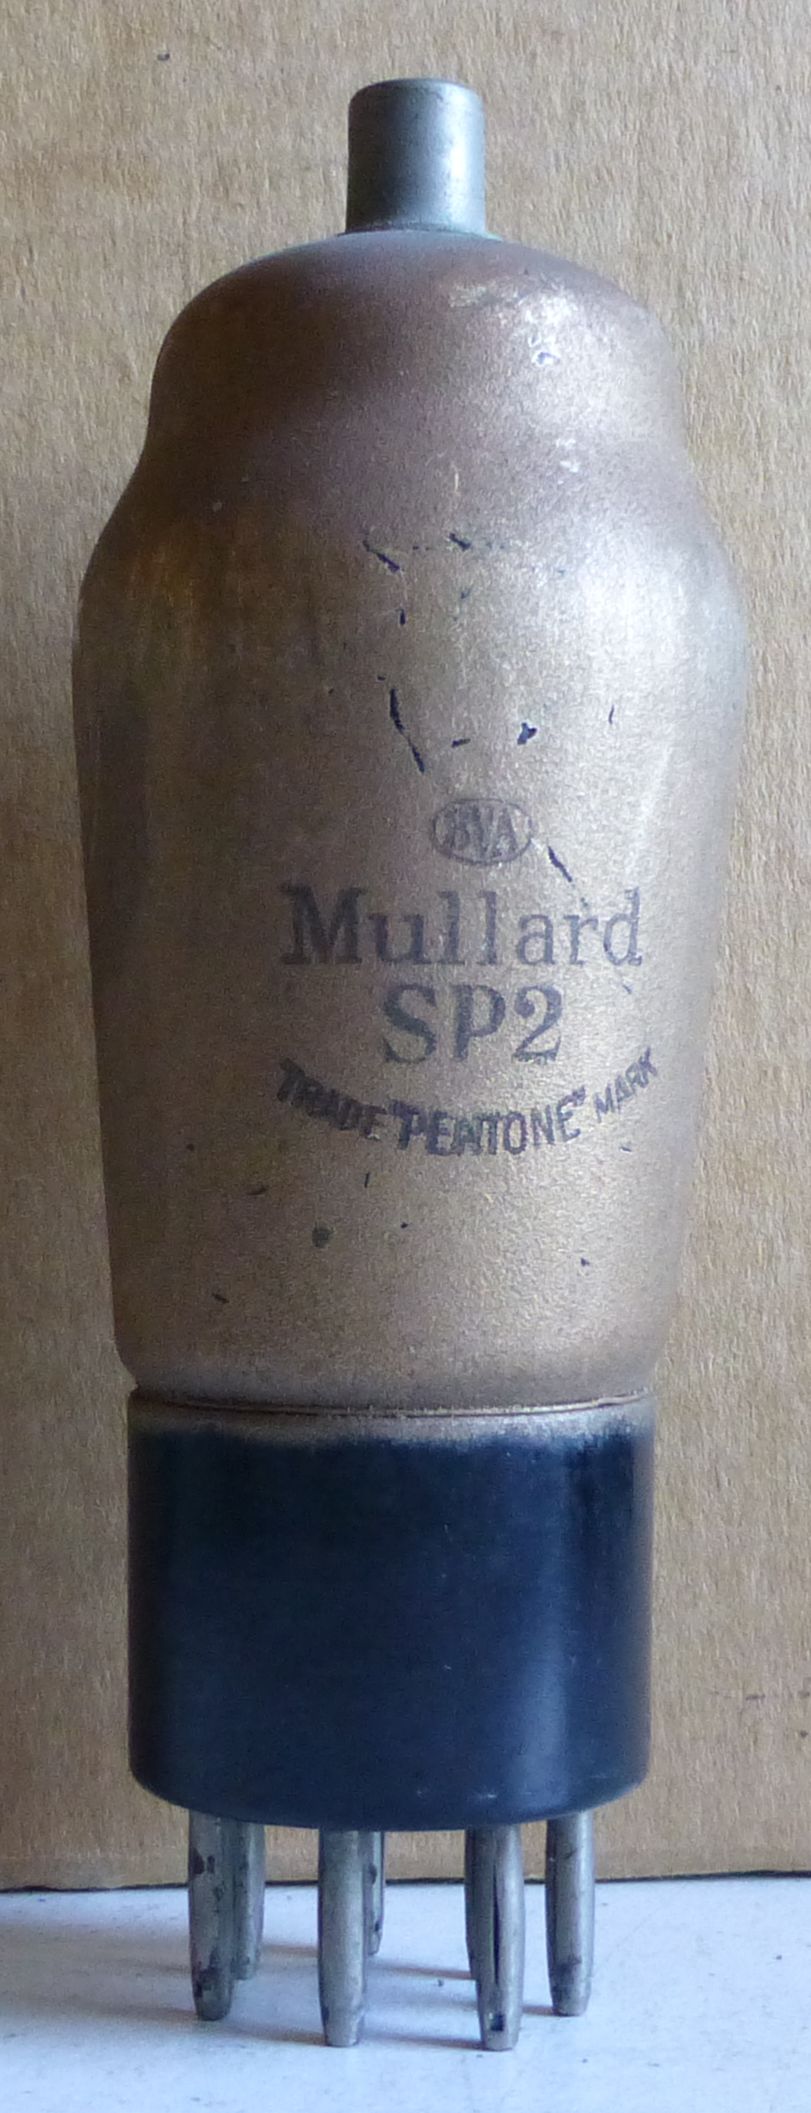 BVA
Mullard
SP2
TRADE "PENTONE" MARK